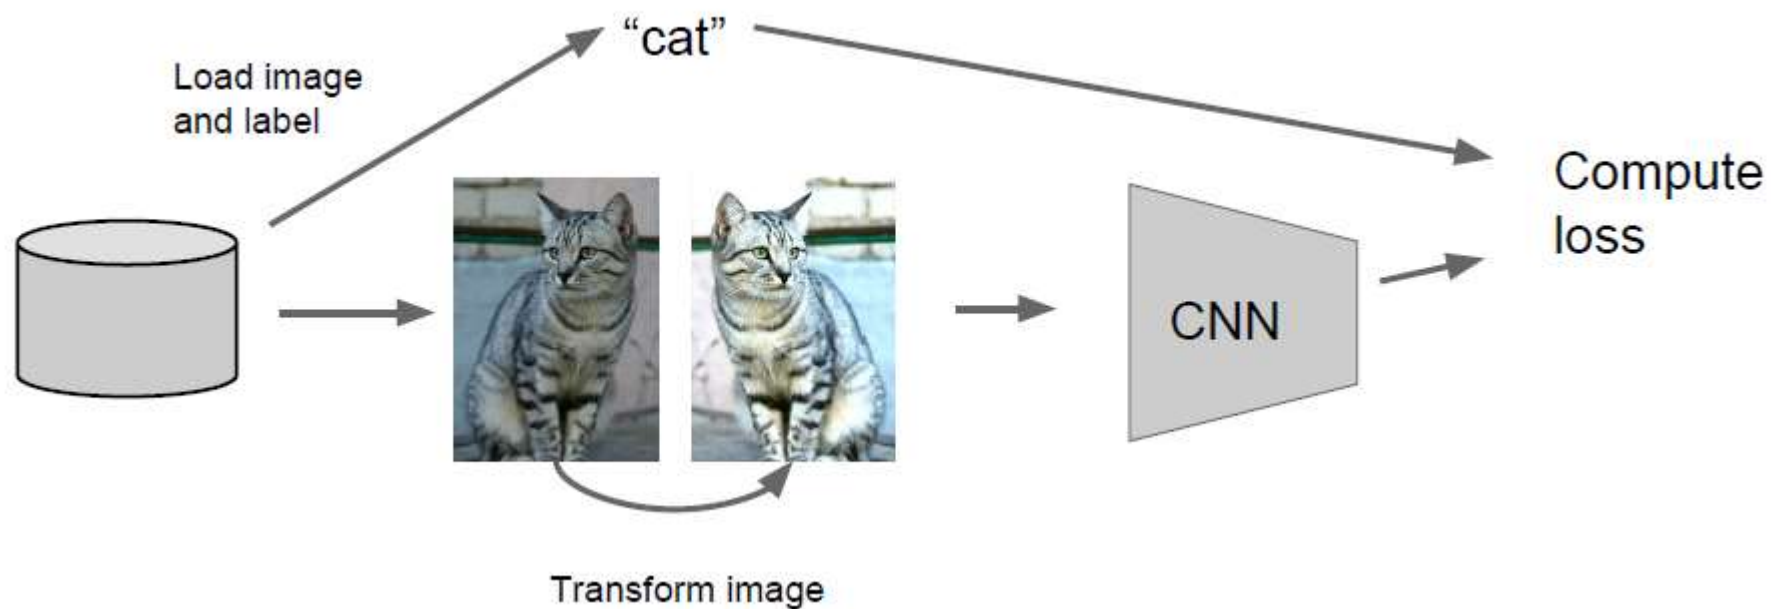 “cat”
Load image
and label
Compute
loss
CNN
Transform image